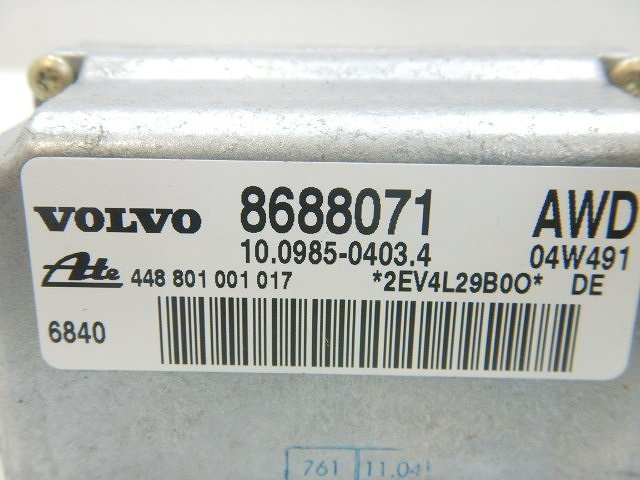 VOLVO 8688071 AWD
10.0985-0403.4 04W491
Ate 448 801 001 017 *2EV4L29B0O* DE
6840
761 11.04